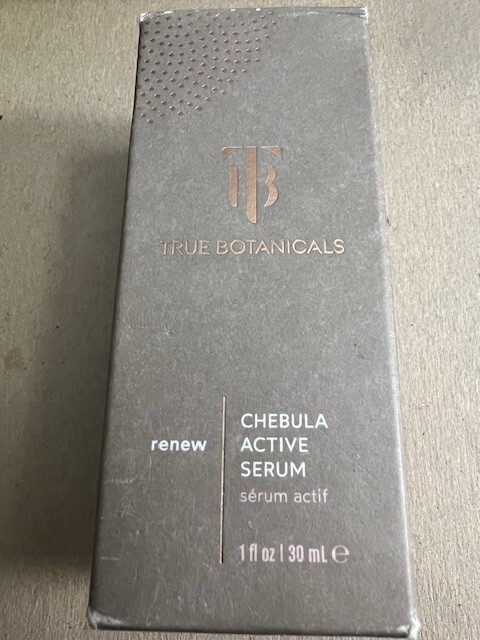 TB
TRUE BOTANICALS
renew
CHEBULA
ACTIVE
SERUM
sérum actif
1 fl oz | 30 mL ℮